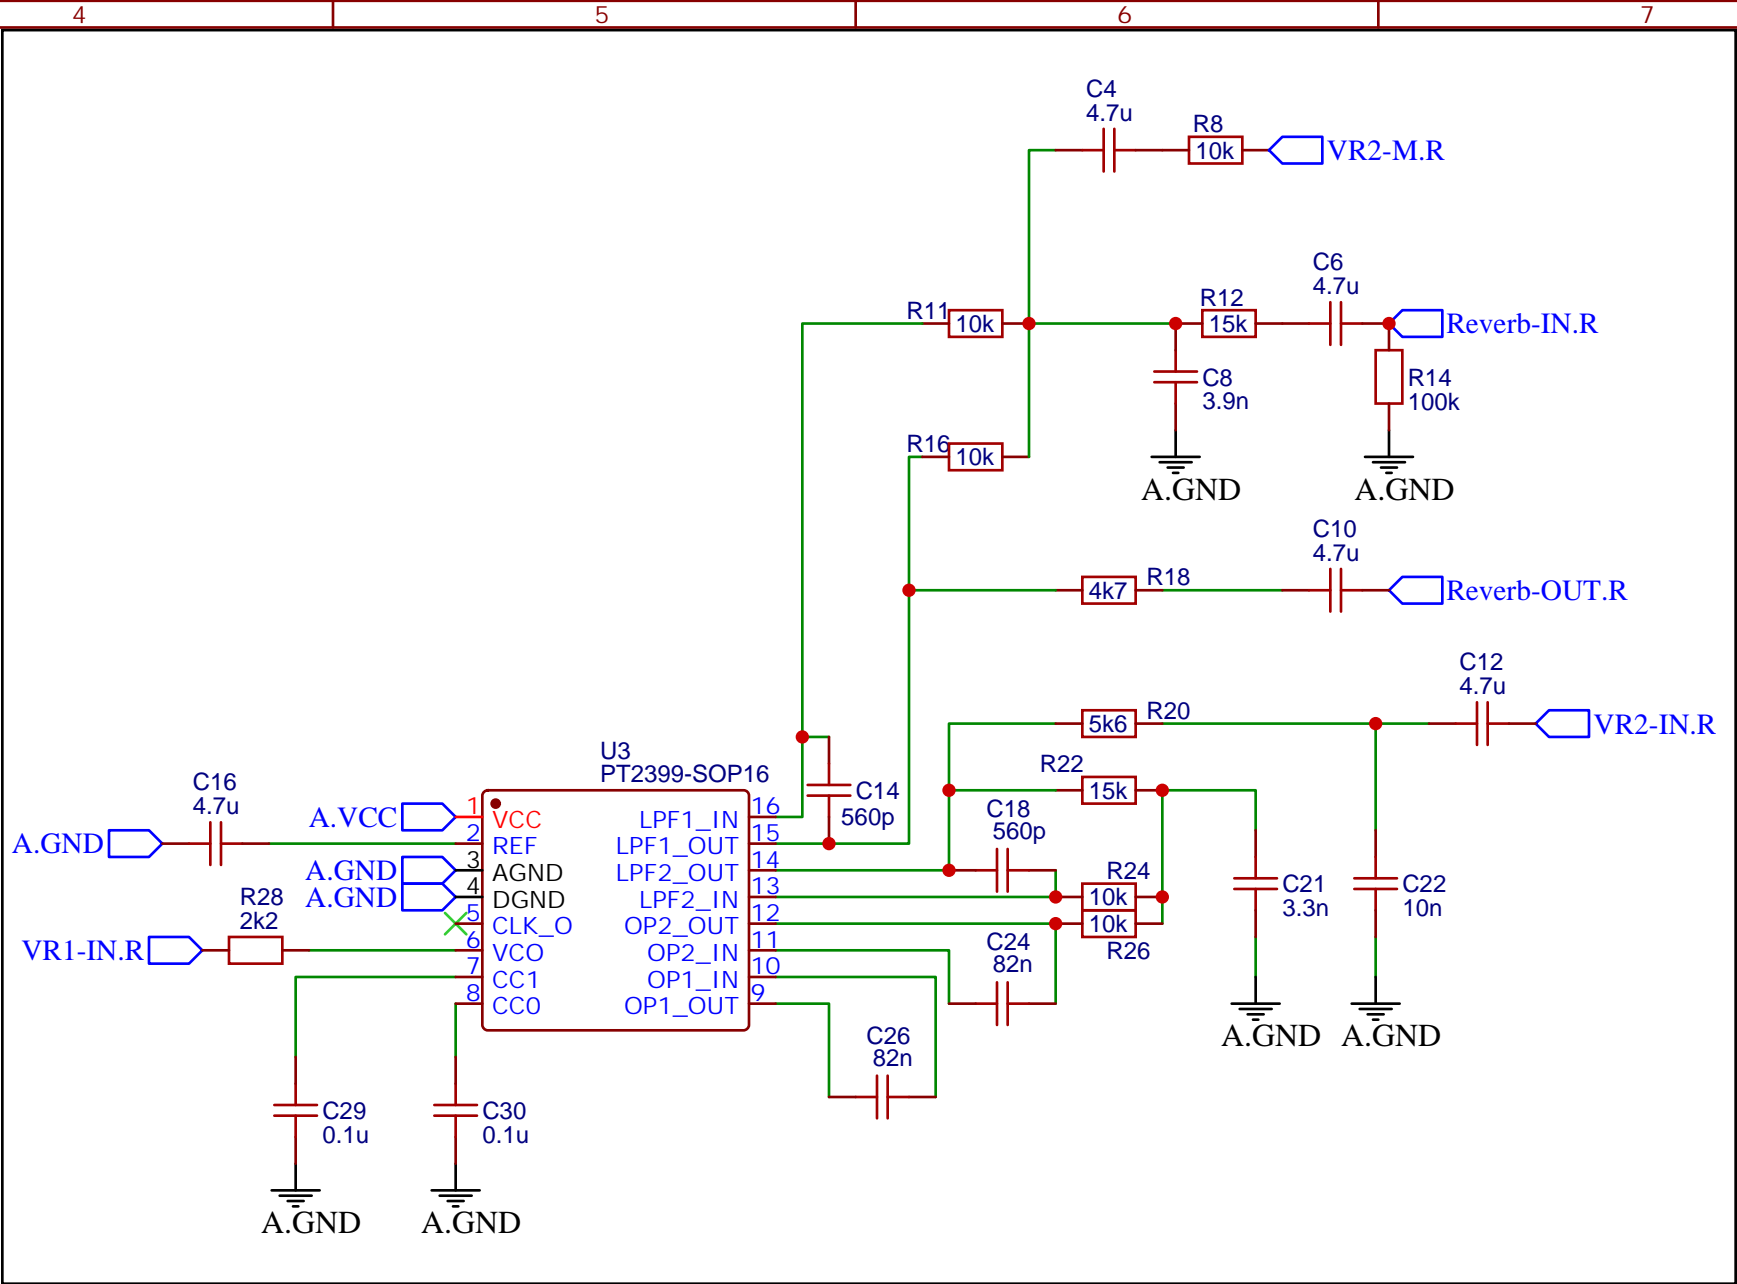 4
5
6
7
C4
4.7u
R8
10k
VR2-M.R
C6
4.7u
R11
10k
R12
15k
Reverb-IN.R
C8
3.9n
R14
100k
R16
10k
A.GND
A.GND
C10
4.7u
4k7
R18
Reverb-OUT.R
C12
4.7u
5k6
R20
VR2-IN.R
U3
PT2399-SOP16
R22
15k
C16
4.7u
C14
560p
C18
560p
A.VCC
A.GND
A.GND
A.GND
R28
2k2
VR1-IN.R
1
VCC
2
REF
3
AGND
4
DGND
5
CLK_O
6
VCO
7
CC1
8
CC0
16
LPF1_IN
15
LPF1_OUT
14
LPF2_OUT
13
LPF2_IN
12
OP2_OUT
11
OP2_IN
10
OP1_IN
9
OP1_OUT
R24
10k
10k
R26
C21
3.3n
C22
10n
C24
82n
A.GND
A.GND
C26
82n
C29
0.1u
C30
0.1u
A.GND
A.GND